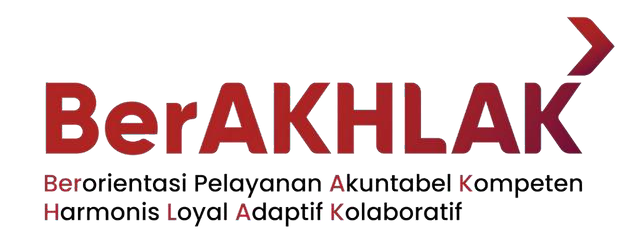 BerAKHLAK
Berorientasi Pelayanan Akuntabel Kompeten
Harmonis Loyal Adaptif Kolaboratif